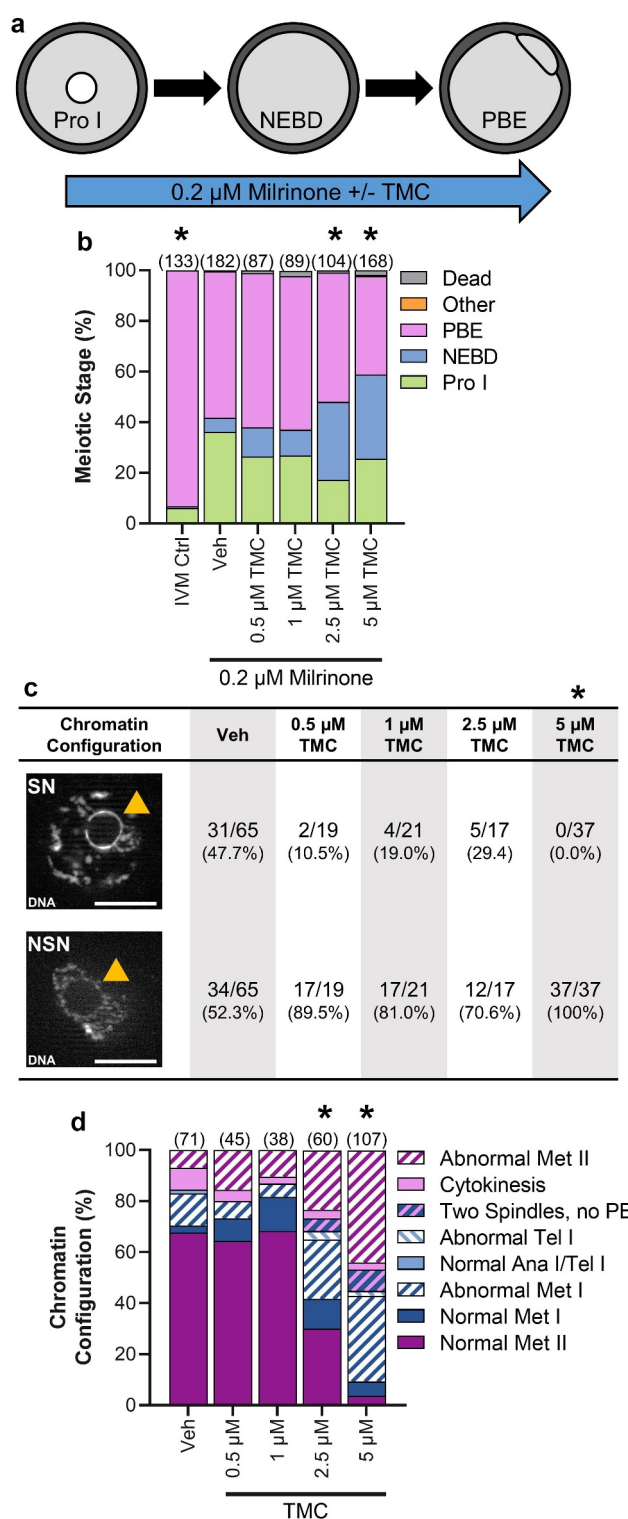 a
Pro I
NEBD
PBE
0.2 µM Milrinone +/- TMC
b
* * *
(133) (182) (87) (89) (104) (168)
100
80
60
40
20
0
Meiotic Stage (%)
Dead
Other
PBE
NEBD
Pro I
IVM Ctrl
Veh
0.5 µM TMC
1 µM TMC
2.5 µM TMC
5 µM TMC
0.2 µM Milrinone
c
*
Chromatin Configuration Veh 0.5 µM TMC 1 µM TMC 2.5 µM TMC 5 µM TMC
SN
DNA
31/65 2/19 4/21 5/17 0/37
(47.7%) (10.5%) (19.0%) (29.4) (0.0%)
NSN
DNA
34/65 17/19 17/21 12/17 37/37
(52.3%) (89.5%) (81.0%) (70.6%) (100%)
d
* *
(71) (45) (38) (60) (107)
100
80
60
40
20
0
Chromatin
Configuration (%)
Abnormal Met II
Cytokinesis
Two Spindles, no PE
Abnormal Tel I
Normal Ana I/Tel I
Abnormal Met I
Normal Met I
Normal Met II
Veh
0.5 µM
1 µM
2.5 µM
5 µM
TMC